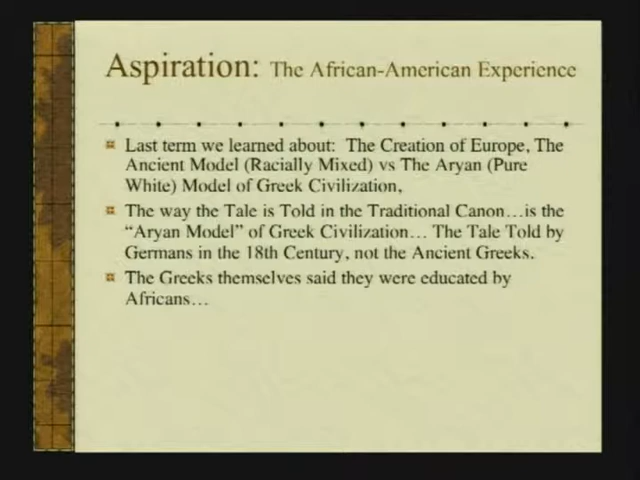 Aspiration: The African-American Experience
Last term we learned about: The Creation of Europe, The
Ancient Model (Racially Mixed) vs The Aryan (Pure
White) Model of Greek Civilization,
The way the Tale is Told in the Traditional Canon…is the
“Aryan Model” of Greek Civilization… The Tale Told by
Germans in the 18th Century, not the Ancient Greeks.
The Greeks themselves said they were educated by
Africans…